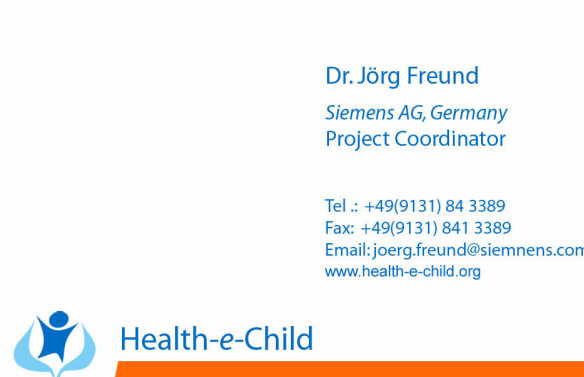 Dr. Jörg Freund
Siemens AG, Germany
Project Coordinator
Tel .: +49(9131) 84 3389
Fax: +49(9131) 841 3389
Email: joerg.freund@siemnens.com
www.health-e-child.org
Health-e-Child